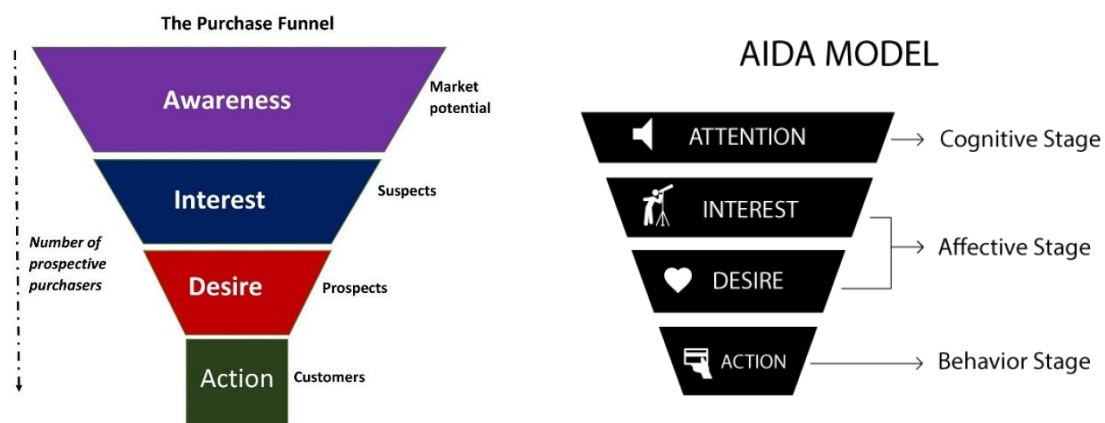 The Purchase Funnel
Awareness
Market
potential
Interest
Suspects
Number of
prospective
purchasers
Desire
Prospects
Action
Customers
AIDA MODEL
ATTENTION
Cognitive Stage
INTEREST
Affective Stage
DESIRE
ACTION
Behavior Stage